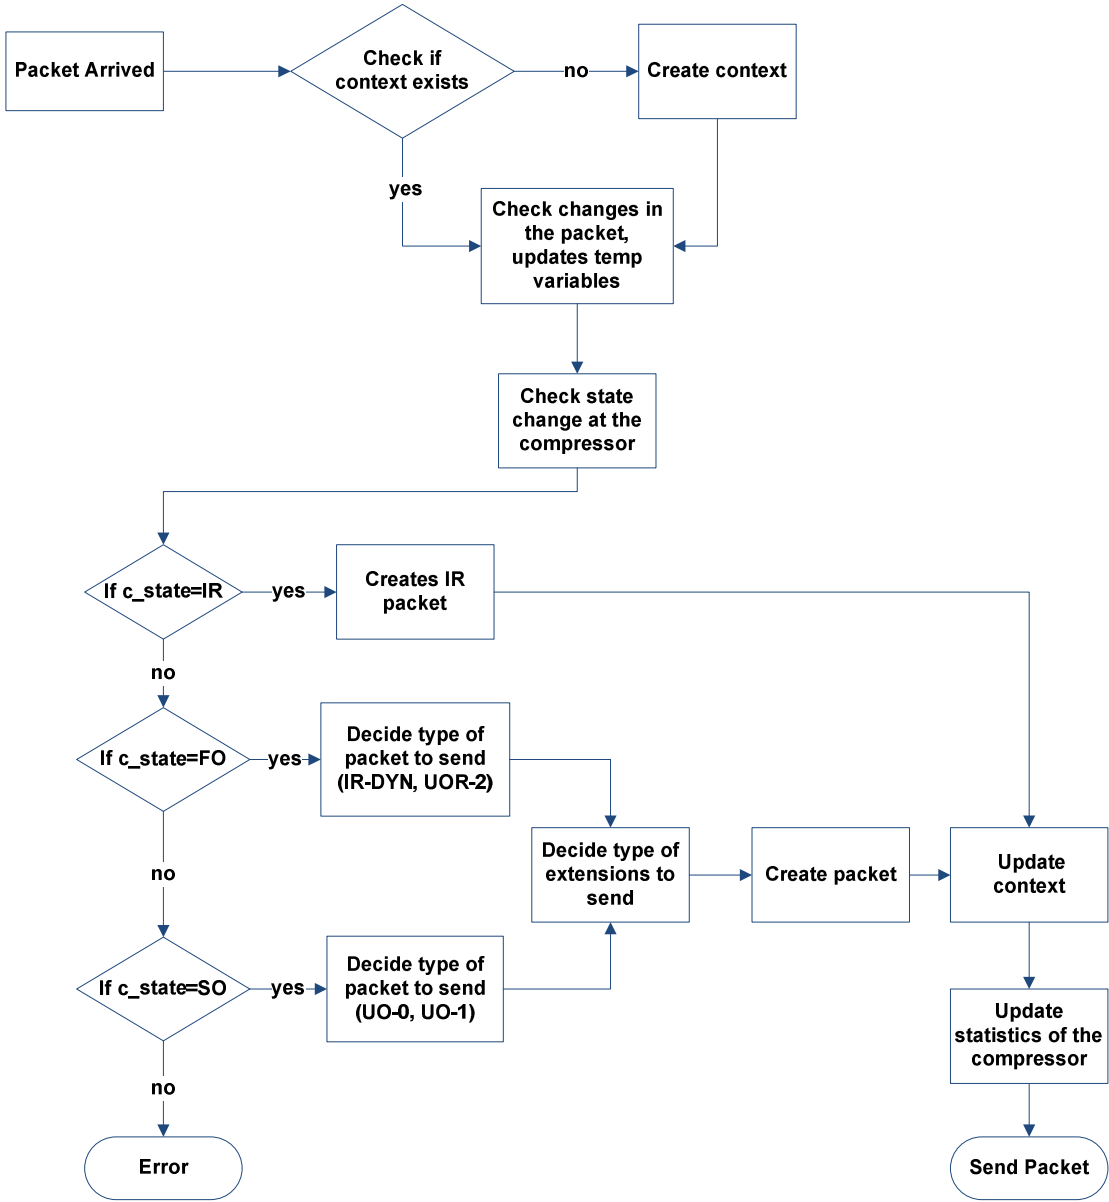 Packet Arrived
Check if
context exists
no
Create context
yes
Check changes in
the packet,
updates temp
variables
Check state
change at the
compressor
If c_state=IR
yes
Creates IR
packet
no
If c_state=FO
yes
Decide type of
packet to send
(IR-DYN, UOR-2)
Decide type of
extensions to
send
Create packet
Update
context
no
If c_state=SO
yes
Decide type of
packet to send
(UO-0, UO-1)
Update
statistics of the
compressor
no
Error
Send Packet